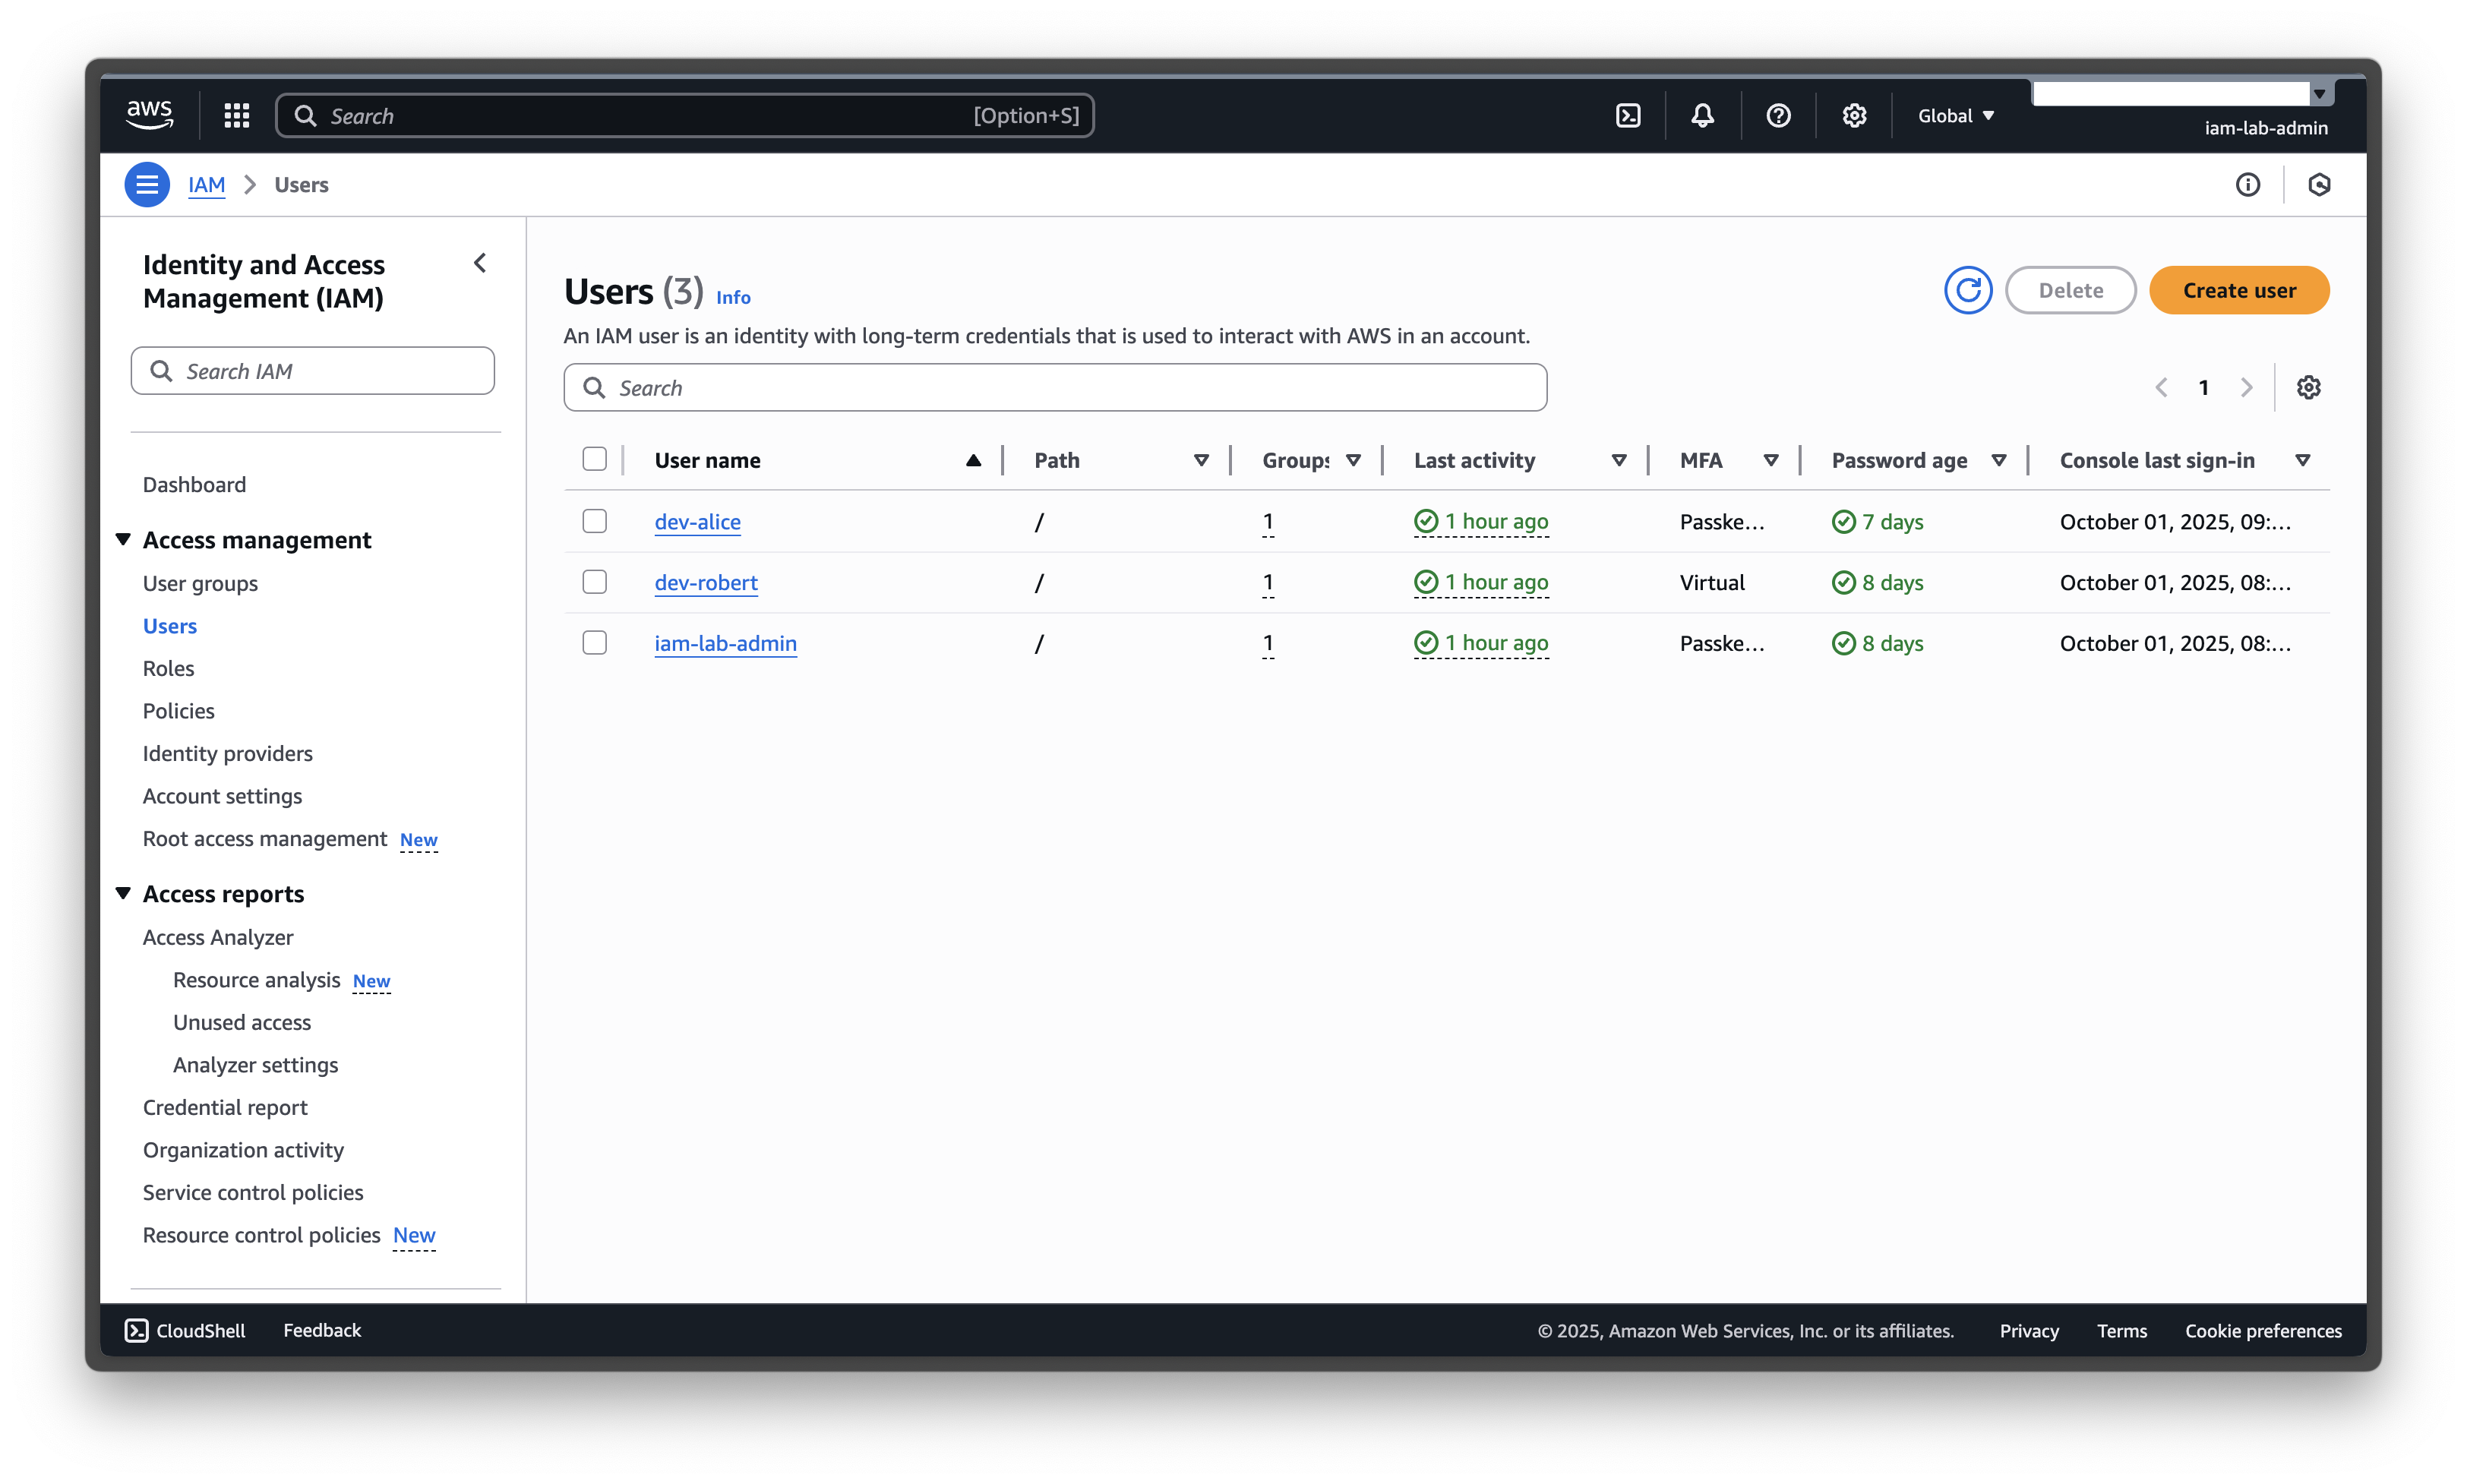 aws
Search [Option+S]
Global
iam-lab-admin
IAM > Users
Identity and Access
Management (IAM)
Search IAM
Dashboard
Access management
User groups
Users
Roles
Policies
Identity providers
Account settings
Root access management New
Access reports
Access Analyzer
Resource analysis New
Unused access
Analyzer settings
Credential report
Organization activity
Service control policies
Resource control policies New
Users (3) Info
Delete
Create user
An IAM user is an identity with long-term credentials that is used to interact with AWS in an account.
Search
1
User name Path Groups Last activity MFA Password age Console last sign-in
dev-alice / 1 1 hour ago Passke... 7 days October 01, 2025, 09:...
dev-robert / 1 1 hour ago Virtual 8 days October 01, 2025, 08:...
iam-lab-admin / 1 1 hour ago Passke... 8 days October 01, 2025, 08:...
CloudShell Feedback © 2025, Amazon Web Services, Inc. or its affiliates. Privacy Terms Cookie preferences